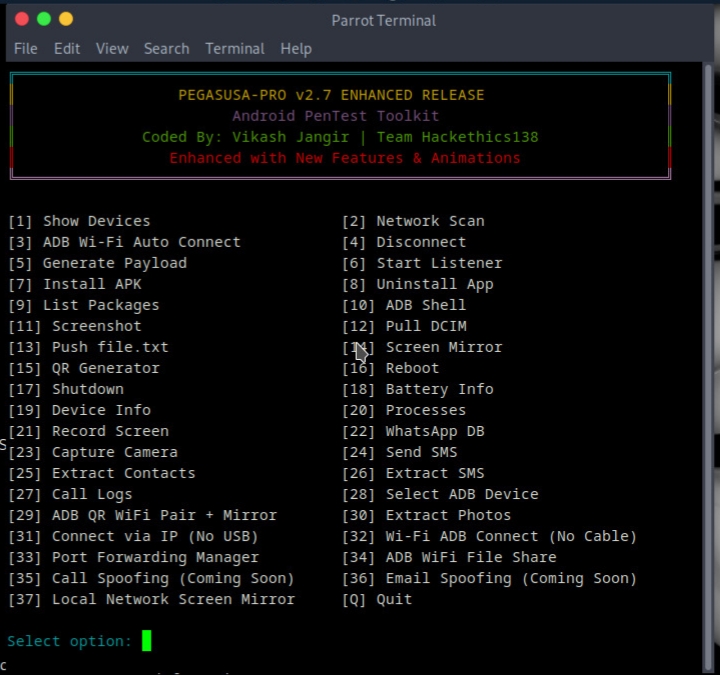 Parrot Terminal
File Edit View Search Terminal Help
PEGASUSA-PRO v2.7 ENHANCED RELEASE
Android PenTest Toolkit
Coded By: Vikash Jangir | Team Hackethics138
Enhanced with New Features & Animations
[1] Show Devices [2] Network Scan
[3] ADB Wi-Fi Auto Connect [4] Disconnect
[5] Generate Payload [6] Start Listener
[7] Install APK [8] Uninstall App
[9] List Packages [10] ADB Shell
[11] Screenshot [12] Pull DCIM
[13] Push file.txt [14] Screen Mirror
[15] QR Generator [16] Reboot
[17] Shutdown [18] Battery Info
[19] Device Info [20] Processes
[21] Record Screen [22] WhatsApp DB
[23] Capture Camera [24] Send SMS
[25] Extract Contacts [26] Extract SMS
[27] Call Logs [28] Select ADB Device
[29] ADB QR WiFi Pair + Mirror [30] Extract Photos
[31] Connect via IP (No USB) [32] Wi-Fi ADB Connect (No Cable)
[33] Port Forwarding Manager [34] ADB WiFi File Share
[35] Call Spoofing (Coming Soon) [36] Email Spoofing (Coming Soon)
[37] Local Network Screen Mirror [Q] Quit
Select option: